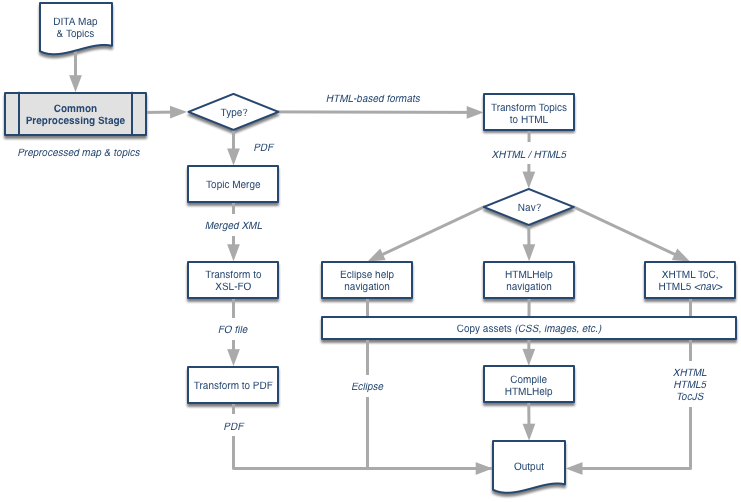 DITA Map
& Topics
Common
Preprocessing Stage
Preprocessed map & topics
Type?
HTML-based formats
Transform Topics
to HTML
PDF
XHTML / HTML5
Topic Merge
Nav?
Merged XML
Transform to
XSL-FO
Eclipse help
navigation
HTMLHelp
navigation
XHTML ToC,
HTML5 <nav>
FO file
Copy assets (CSS, images, etc.)
Transform to PDF
Eclipse
Compile
HTMLHelp
XHTML
HTML5
TocJS
PDF
Output